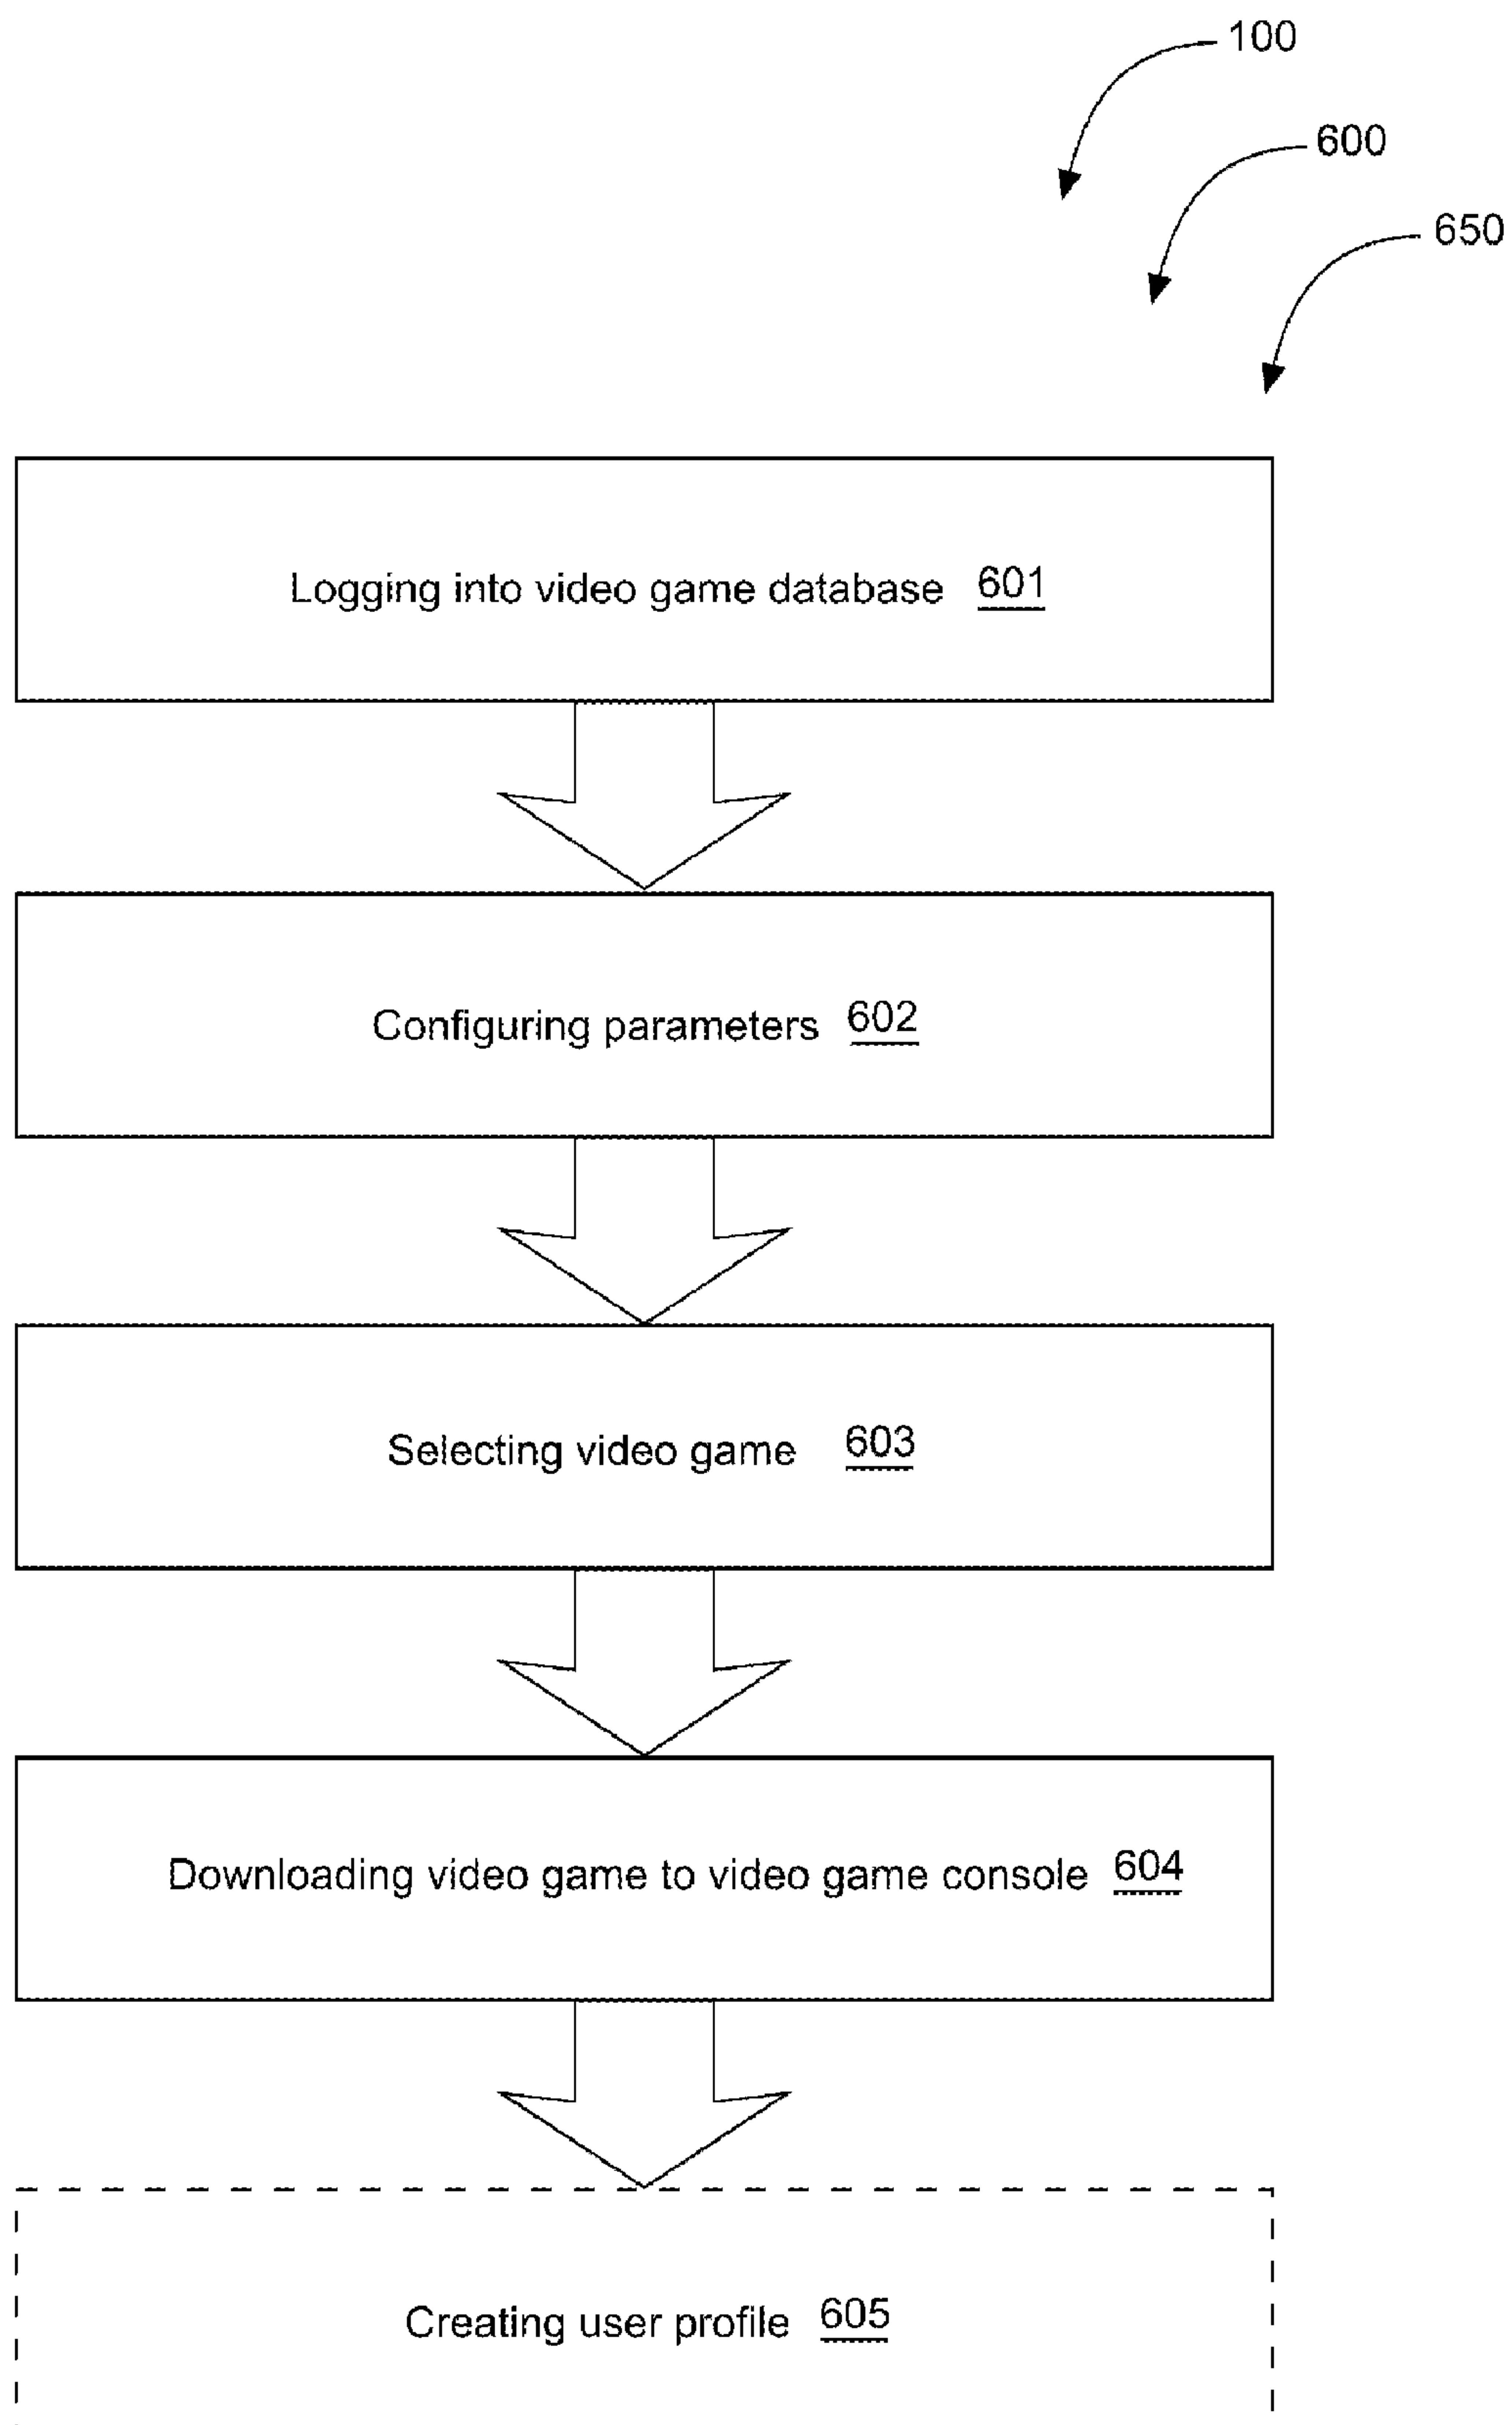 100
600
650
Logging into video game database 601
Configuring parameters 602
Selecting video game 603
Downloading video game to video game console 604
Creating user profile 605